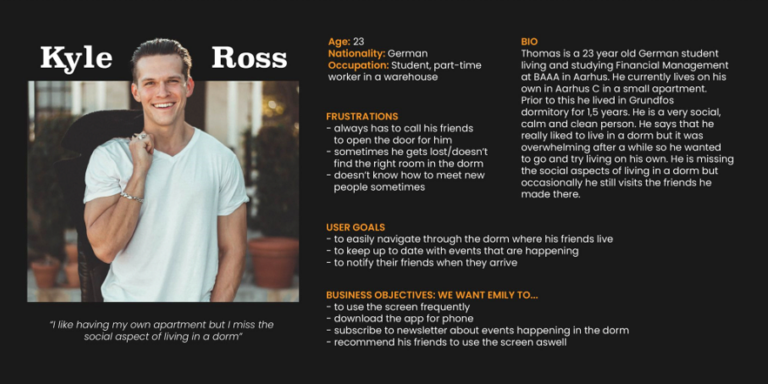 Kyle Ross
"I like having my own apartment but I miss the
social aspect of living in a dorm"
Age: 23
Nationality: German
Occupation: Student, part-time
worker in a warehouse
FRUSTRATIONS
- always has to call his friends
to open the door for him
- sometimes he gets lost/doesn't
find the right room in the dorm
- doesn't know how to meet new
people sometimes
BIO
Thomas is a 23 year old German student
living and studying Financial Management
at BAAA in Aarhus. He currently lives on his
own in Aarhus C in a small apartment.
Prior to this he lived in Grundfos
dormitory for 1,5 years. He is a very social,
calm and clean person. He says that he
really liked to live in a dorm but it was
overwhelming after a while so he wanted
to go and try living on his own. He is missing
the social aspects of living in a dorm but
occasionally he still visits the friends he
made there.
USER GOALS
- to easily navigate through the dorm where his friends live
- to keep up to date with events that are happening
- to notify their friends when they arrive
BUSINESS OBJECTIVES: WE WANT EMILY TO...
- to use the screen frequently
- download the app for phone
- subscribe to newsletter about events happening in the dorm
- recommend his friends to use the screen aswell